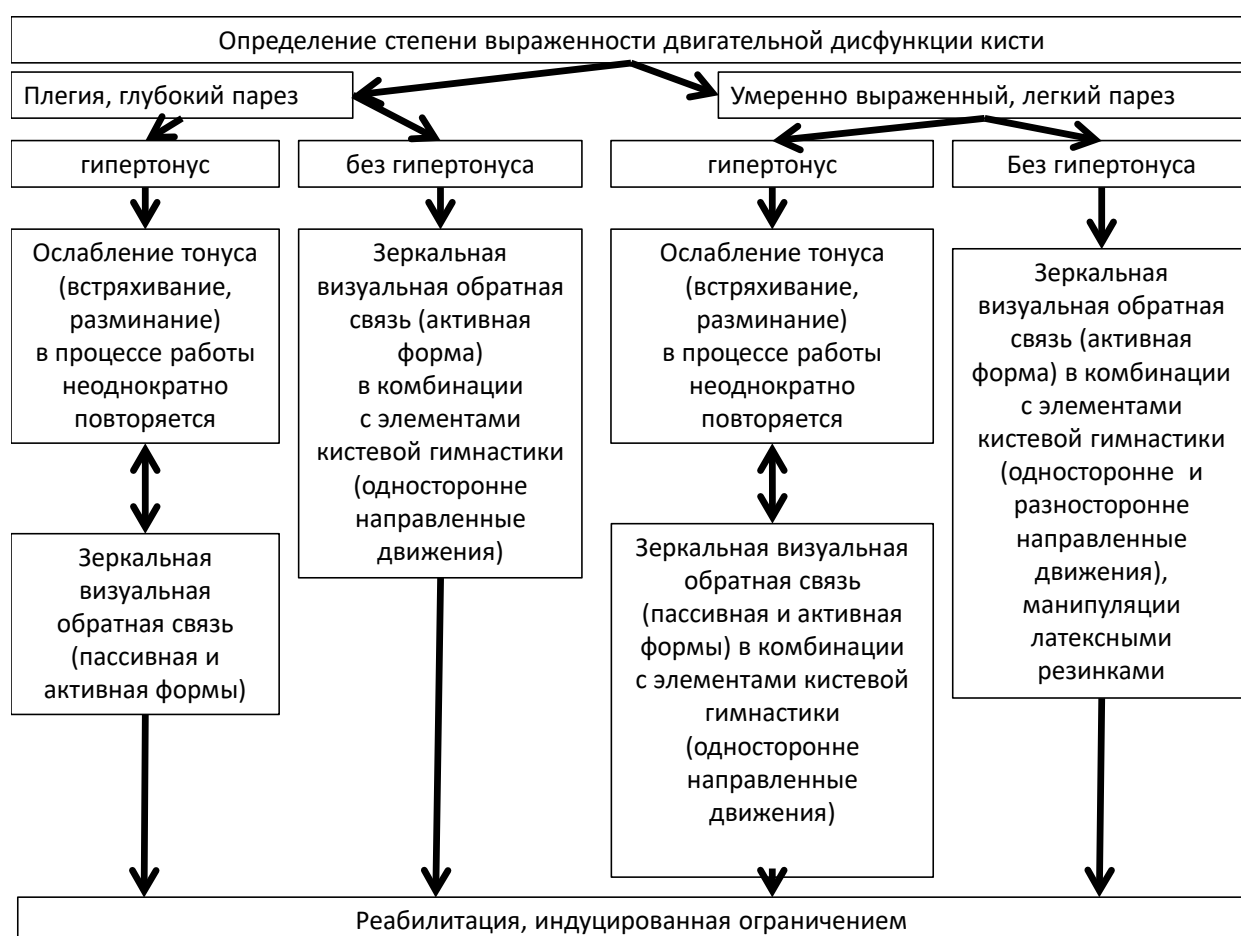 Определение степени выраженности двигательной дисфункции кисти
Плегия, глубокий парез
Умеренно выраженный, легкий парез
гипертонус
без гипертонуса
гипертонус
Без гипертонуса
Ослабление тонуса
(встряхивание,
разминание)
в процессе работы
неоднократно
повторяется
Зеркальная
визуальная обратная
связь (активная
форма)
в комбинации
с элементами
кистевой гимнастики
(односторонне
направленные
движения)
Ослабление тонуса
(встряхивание,
разминание)
в процессе работы
неоднократно
повторяется
Зеркальная
визуальная обратная
связь (активная
форма) в комбинации
с элементами
кистевой гимнастики
(односторонне и
разносторонне
направленные
движения),
манипуляции
латексными
резинками
Зеркальная
визуальная
обратная связь
(пассивная и
активная формы)
Зеркальная визуальная
обратная связь
(пассивная и активная
формы) в комбинации
с элементами кистевой
гимнастики
(односторонне
направленные
движения)
Реабилитация, индуцированная ограничением